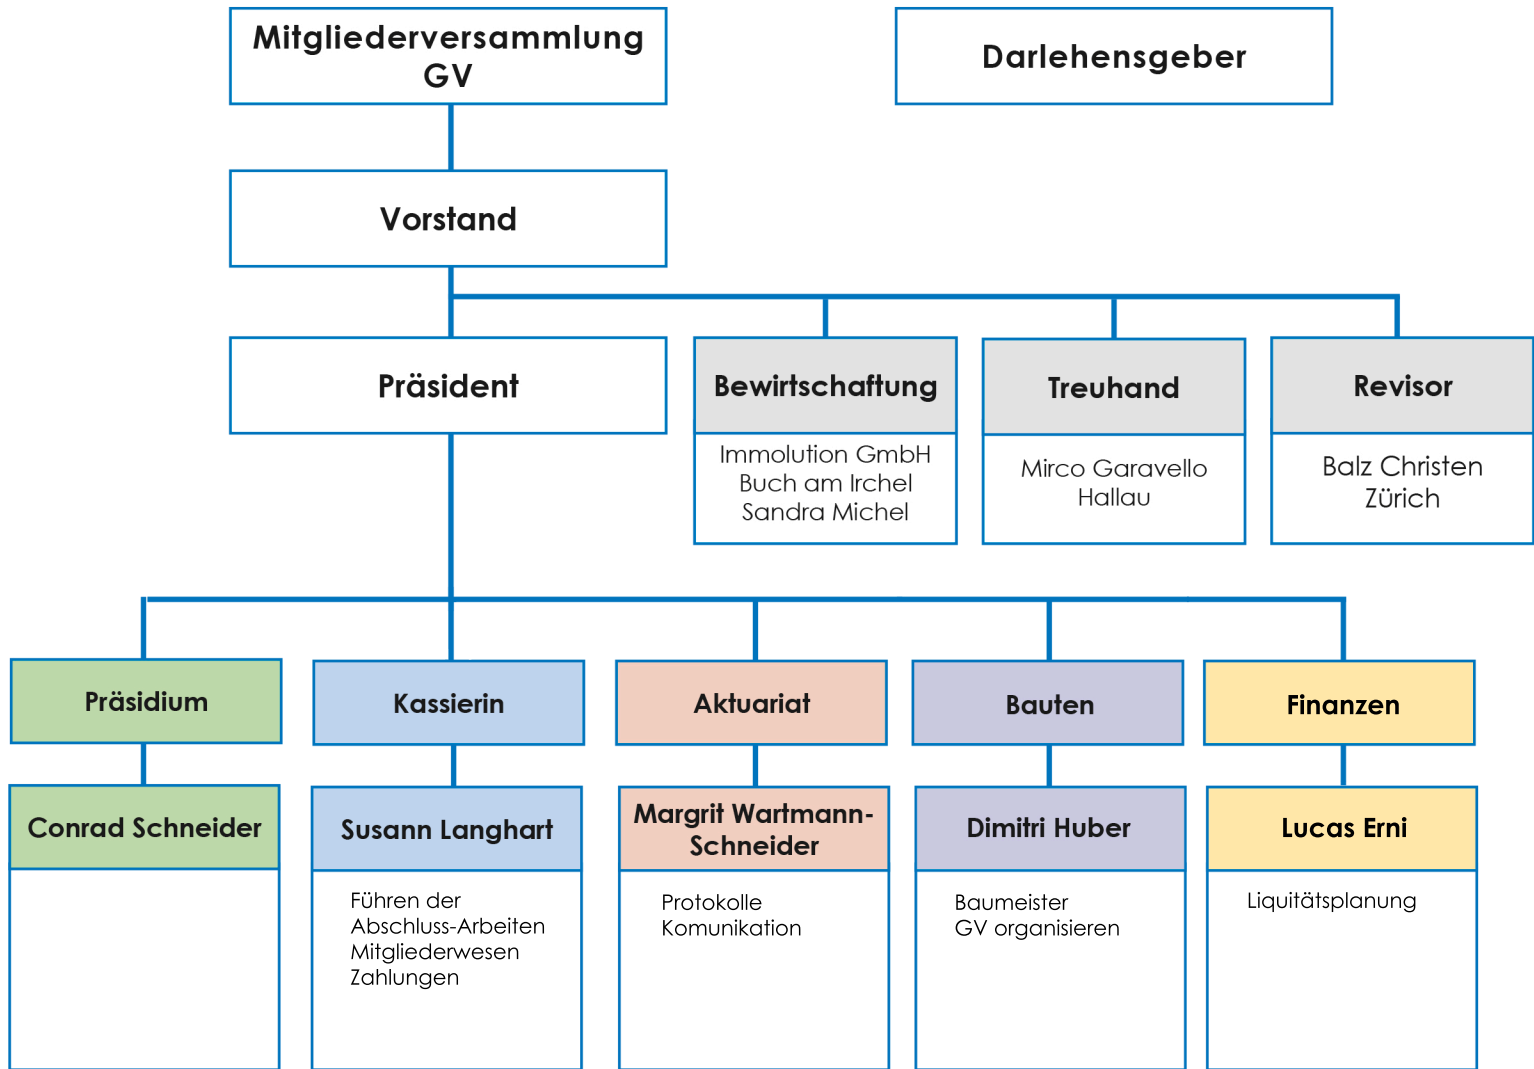 Mitgliederversammlung
GV
Darlehensgeber
Vorstand
Präsident
Bewirtschaftung
Immolution GmbH
Buch am Irchel
Sandra Michel
Treuhand
Mirco Garavello
Hallau
Revisor
Balz Christen
Zürich
Präsidium
Kassierin
Aktuariat
Bauten
Finanzen
Conrad Schneider
Susann Langhart
Führen der
Abschluss-Arbeiten
Mitgliederwesen
Zahlungen
Margrit Wartmann-
Schneider
Protokolle
Komunikation
Dimitri Huber
Baumeister
GV organisieren
Lucas Erni
Liquitätsplanung